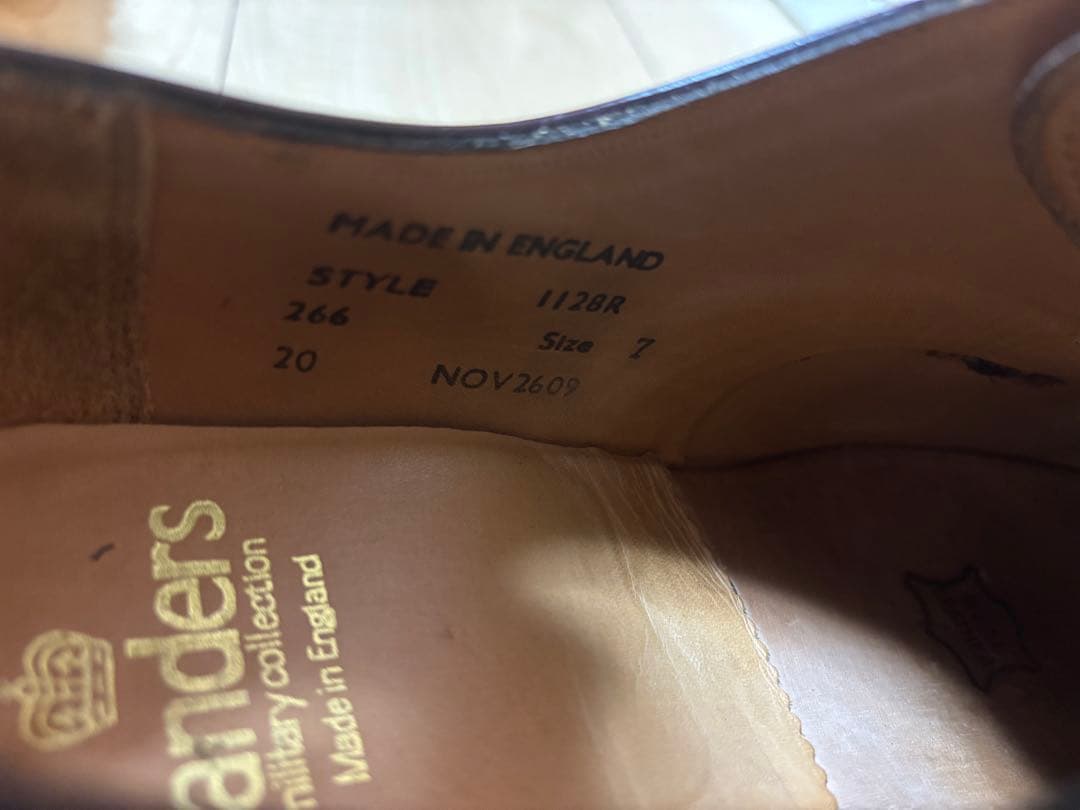 MADE IN ENGLAND
STYLE 1128R
266 Size 7
20 NOV2609
anders
military collection
Made in England